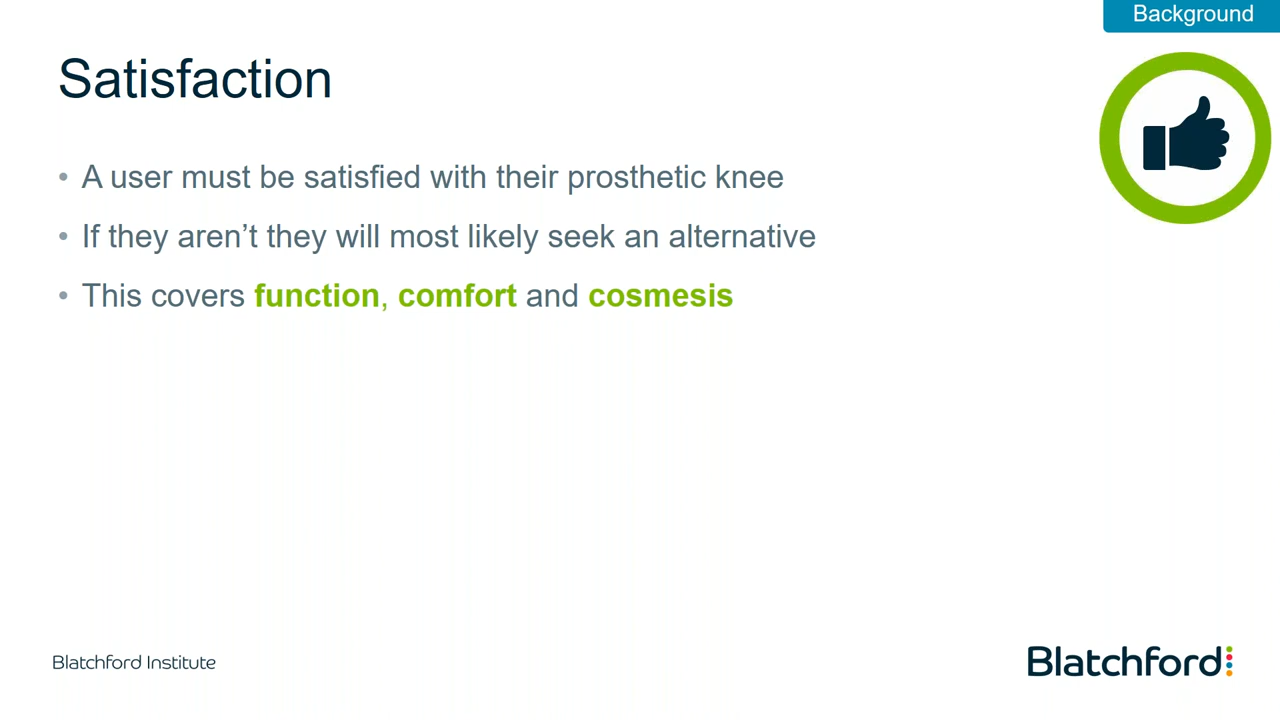 Background
Satisfaction
• A user must be satisfied with their prosthetic knee
• If they aren’t they will most likely seek an alternative
• This covers function, comfort and cosmesis
Blatchford Institute
Blatchford